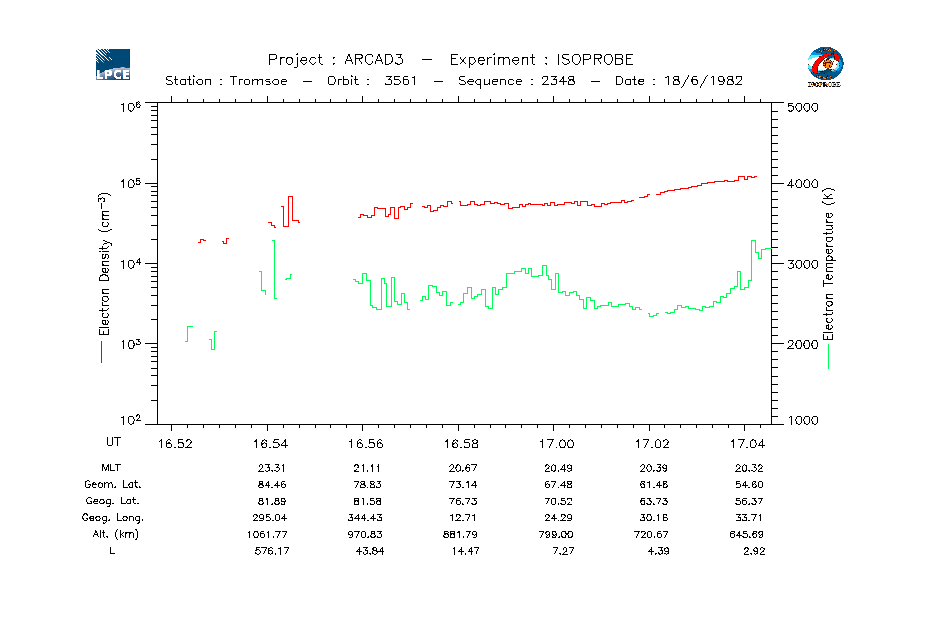 LPCE
Project : ARCAD3 — Experiment : ISOPROBE
ISOPROBE
Station : Tromsoe — Orbit : 3561 — Sequence : 2348 — Date : 18/6/1982
10⁶ 5000
10⁵ 4000
10⁴ 3000
10³ 2000
10² 1000
Electron Density (cm⁻³)
Electron Temperature (K)
UT 16.52 16.54 16.56 16.58 17.00 17.02 17.04
MLT 23.31 21.11 20.67 20.49 20.39 20.32
Geom. Lat. 84.46 78.83 73.14 67.48 61.48 54.60
Geog. Lat. 81.89 81.58 76.73 70.52 63.73 56.37
Geog. Long. 295.04 344.43 12.71 24.29 30.16 33.71
Alt. (km) 1061.77 970.83 881.79 799.00 720.67 645.69
L 576.17 43.84 14.47 7.27 4.39 2.92